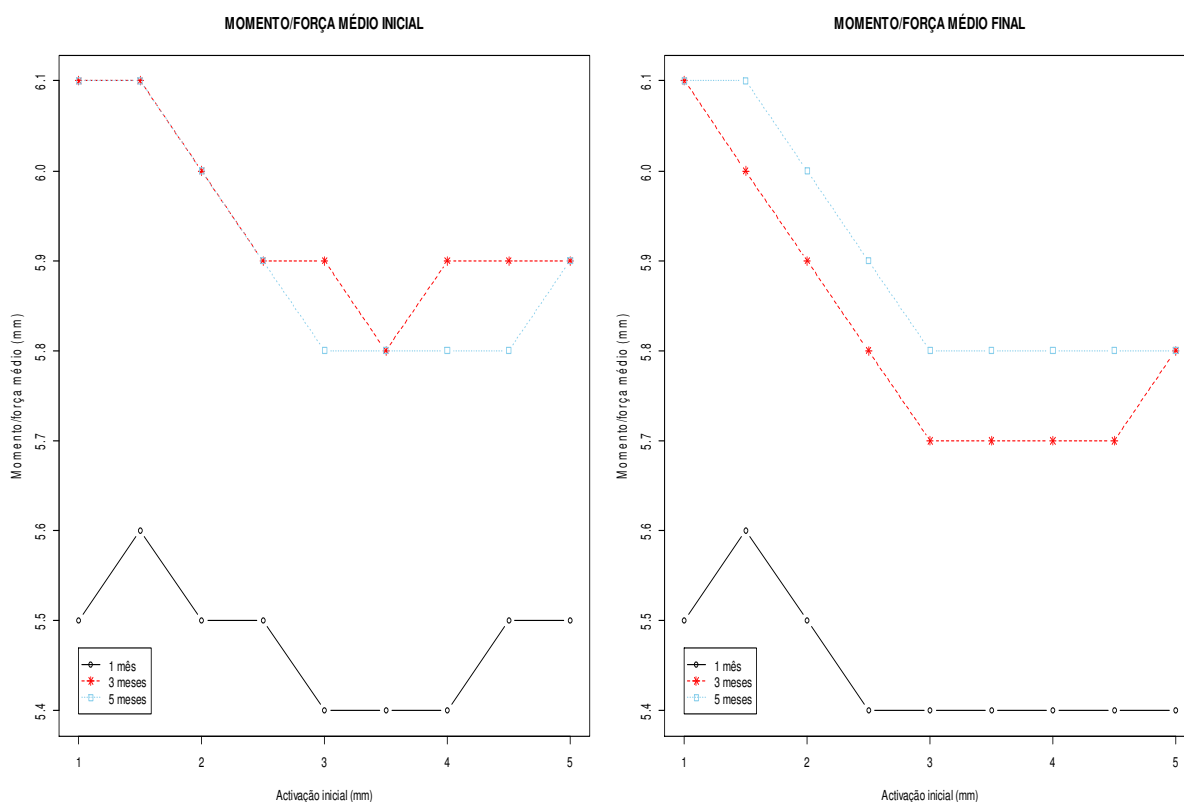 MOMENTO/FORÇA MÉDIO INICIAL
Momento/força médio (mm)
6.1
6.0
5.9
5.8
5.7
5.6
5.5
5.4
1 mês
3 meses
5 meses
1 2 3 4 5
Activação inicial (mm)
MOMENTO/FORÇA MÉDIO FINAL
Momento/força médio (mm)
6.1
6.0
5.9
5.8
5.7
5.6
5.5
5.4
1 mês
3 meses
5 meses
1 2 3 4 5
Activação inicial (mm)